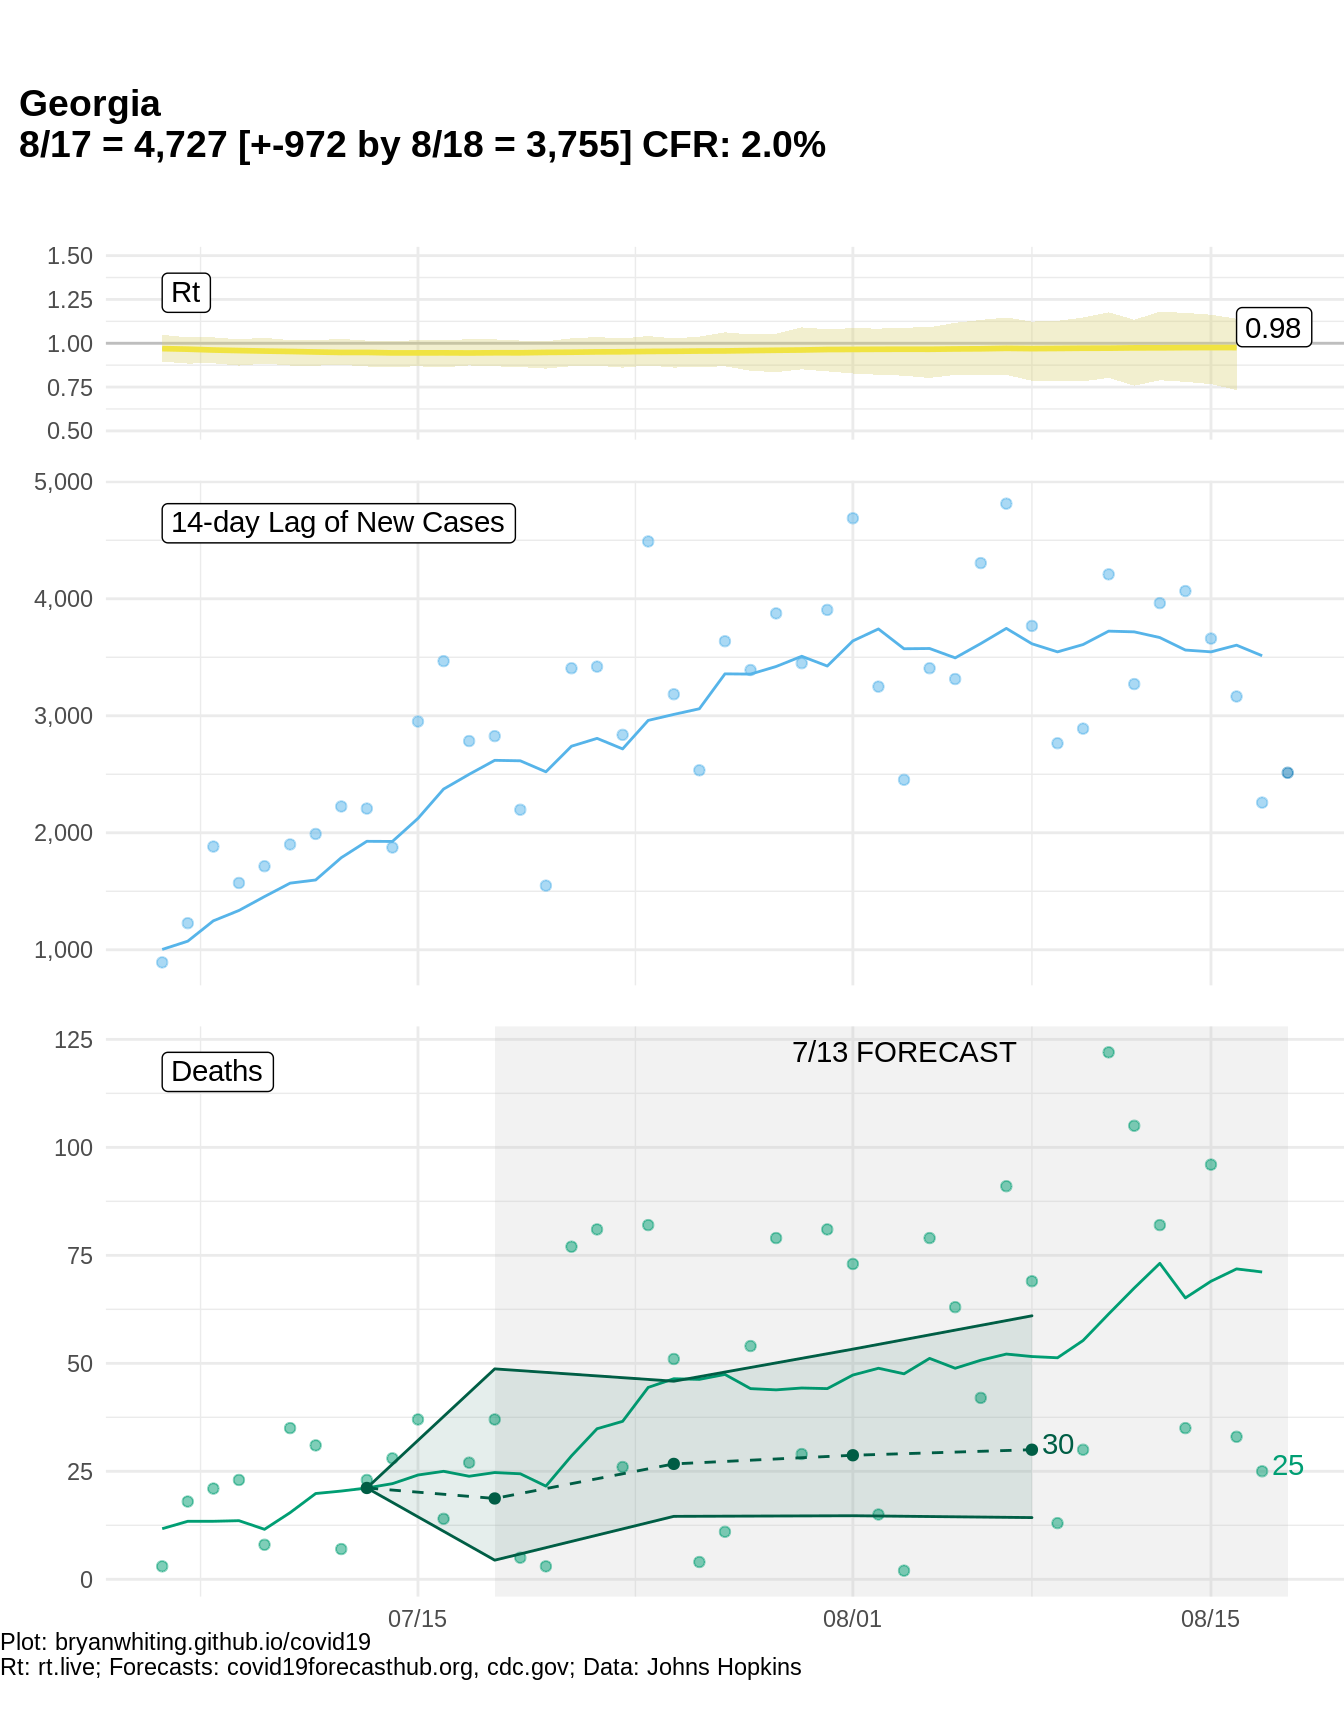 Georgia
8/17 = 4,727 [+-972 by 8/18 = 3,755] CFR: 2.0%
1.50
1.25
1.00
0.75
0.50
Rt
0.98
5,000
4,000
3,000
2,000
1,000
14-day Lag of New Cases
125
100
75
50
25
0
Deaths
7/13 FORECAST
30
25
07/15
08/01
08/15
Plot: bryanwhiting.github.io/covid19
Rt: rt.live; Forecasts: covid19forecasthub.org, cdc.gov; Data: Johns Hopkins